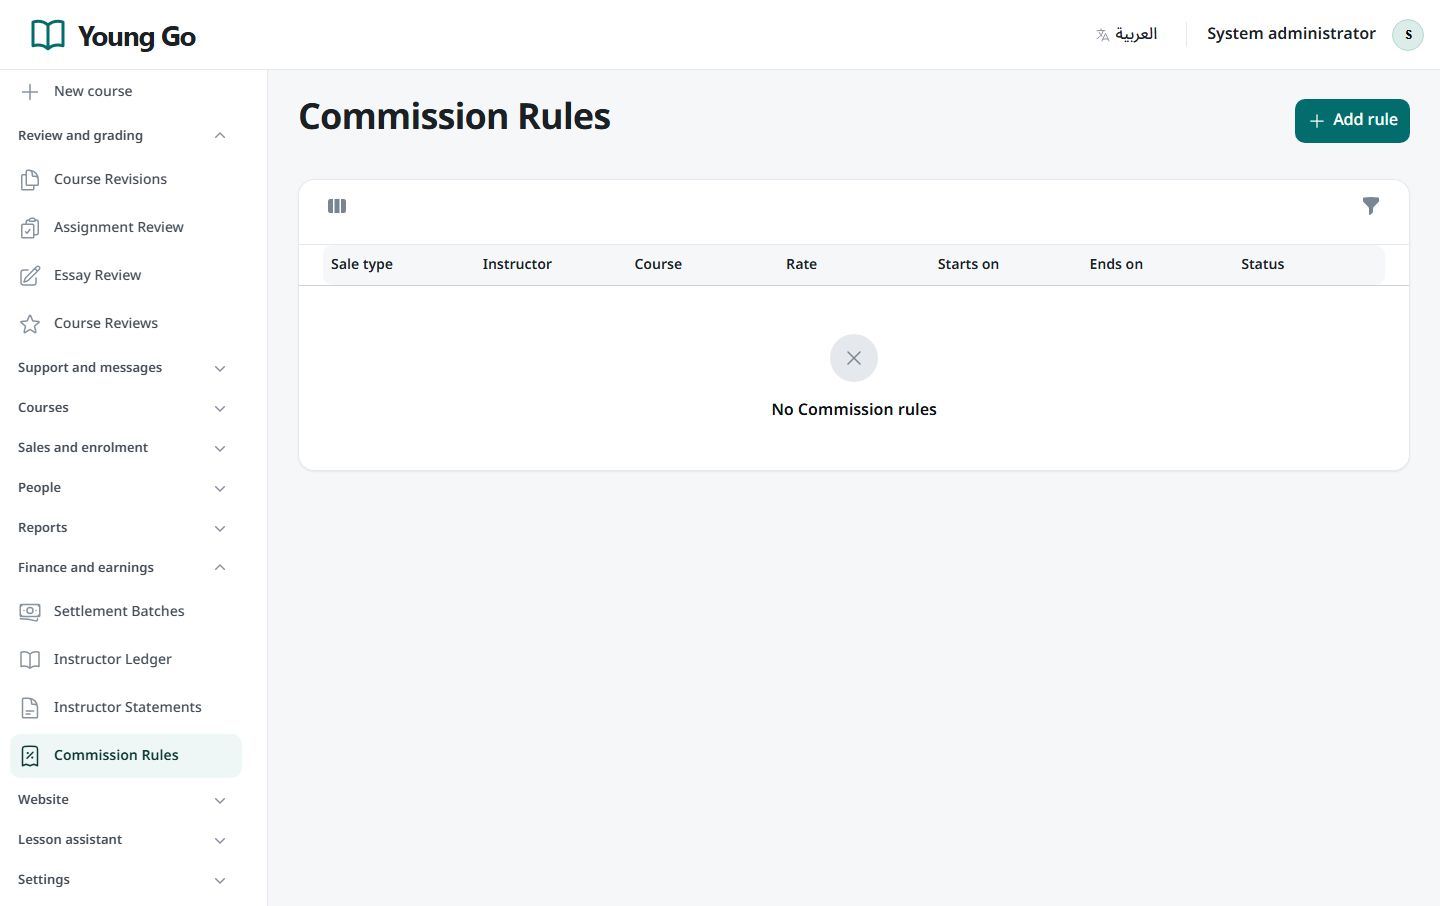 Young Go
العربية
System administrator
S
New course
Review and grading
Course Revisions
Assignment Review
Essay Review
Course Reviews
Support and messages
Courses
Sales and enrolment
People
Reports
Finance and earnings
Settlement Batches
Instructor Ledger
Instructor Statements
Commission Rules
Website
Lesson assistant
Settings
Commission Rules
Add rule
Sale type Instructor Course Rate Starts on Ends on Status
No Commission rules